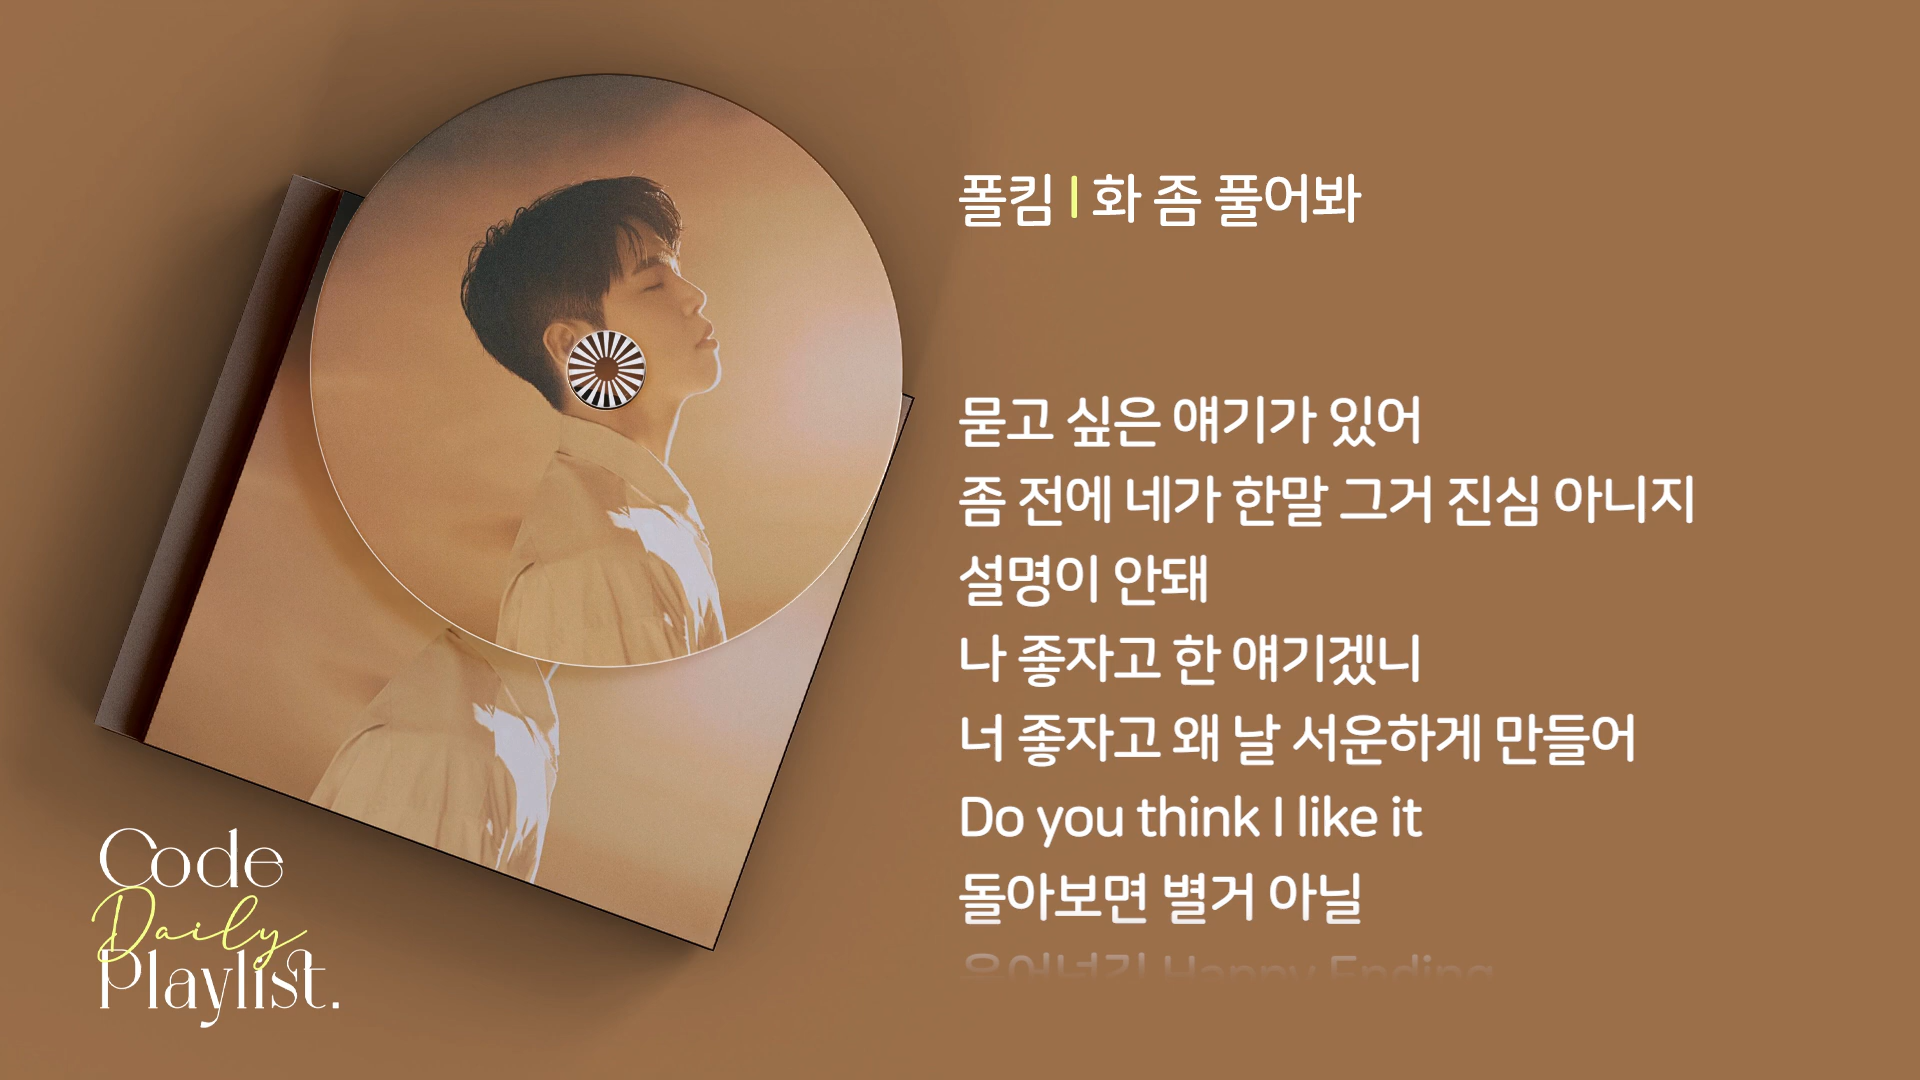 폴킴 | 화 좀 풀어봐
묻고 싶은 얘기가 있어
좀 전에 네가 한말 그거 진심 아니지
설명이 안돼
나 좋자고 한 얘기겠니
너 좋자고 왜 날 서운하게 만들어
Do you think I like it
돌아보면 별거 아닐
Happy Ending
Code
Daily
Playlist.